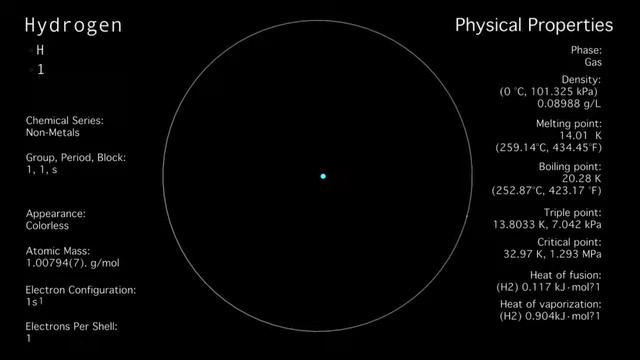 Hydrogen
H
1
Chemical Series:
Non-Metals
Group, Period, Block:
1, 1, s
Appearance:
Colorless
Atomic Mass:
1.00794(7). g/mol
Electron Configuration:
1s1
Electrons Per Shell:
1
Physical Properties
Phase:
Gas
Density:
(0 °C, 101.325 kPa)
0.08988 g/L
Melting point:
14.01 K
(259.14°C, 434.45°F)
Boiling point:
20.28 K
(252.87°C, 423.17 °F)
Triple point:
13.8033 K, 7.042 kPa
Critical point:
32.97 K, 1.293 MPa
Heat of fusion:
(H2) 0.117 kJ·mol?1
Heat of vaporization:
(H2) 0.904kJ·mol?1